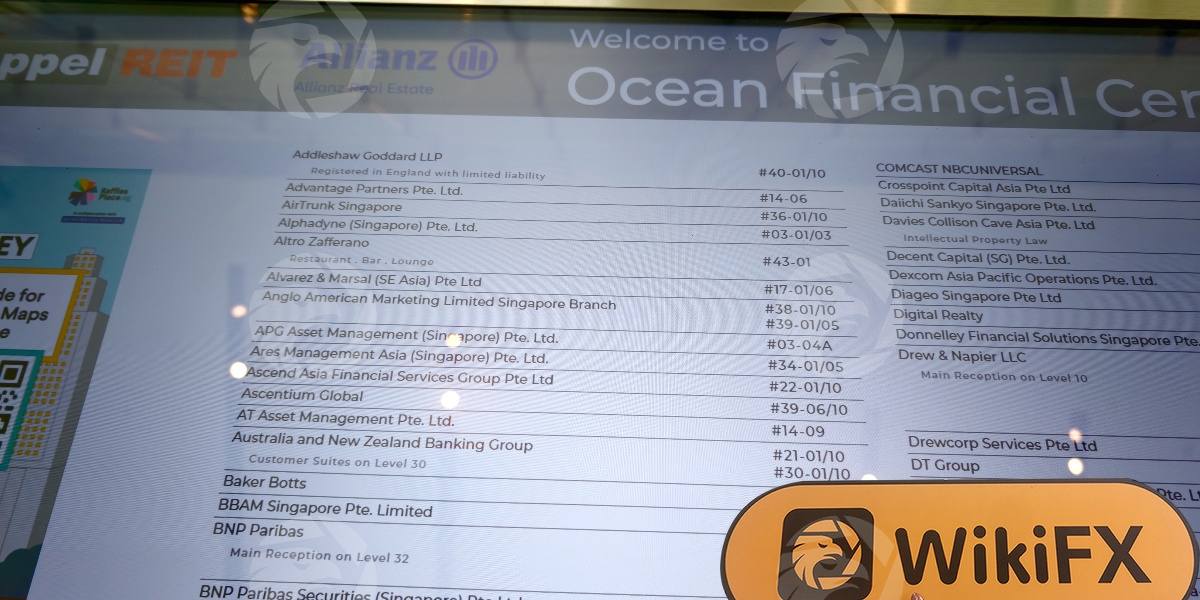 ppel REIT
Allianz
Allianz Real Estate
Welcome to
Ocean Financial Cen
Raffles
Place
EY
de for
Maps
e
Addleshaw Goddard LLP
Registered in England with limited liability #40-01/10
Advantage Partners Pte. Ltd. #14-06
AirTrunk Singapore #36-01/10
Alphadyne (Singapore) Pte. Ltd. #03-01/03
Altro Zafferano
Restaurant . Bar . Lounge #43-01
Alvarez & Marsal (SE Asia) Pte Ltd #17-01/06
Anglo American Marketing Limited Singapore Branch #38-01/10
#39-01/05
APG Asset Management (Singapore) Pte. Ltd. #03-04A
Ares Management Asia (Singapore) Pte. Ltd. #34-01/05
Ascend Asia Financial Services Group Pte Ltd #22-01/10
Ascentium Global #39-06/10
AT Asset Management Pte. Ltd. #14-09
Australia and New Zealand Banking Group #21-01/10
Customer Suites on Level 30 #30-01/10
Baker Botts
BBAM Singapore Pte. Limited
BNP Paribas
Main Reception on Level 32
BNP Paribas Securities (Singapore) Pte Ltd
COMCAST NBCUNIVERSAL
Crosspoint Capital Asia Pte Ltd
Daiichi Sankyo Singapore Pte. Ltd.
Davies Collison Cave Asia Pte. Ltd.
Intellectual Property Law
Decent Capital (SG) Pte. Ltd.
Dexcom Asia Pacific Operations Pte. Ltd.
Diageo Singapore Pte Ltd
Digital Realty
Donnelley Financial Solutions Singapore Pte.
Drew & Napier LLC
Main Reception on Level 10
Drewcorp Services Pte Ltd
DT Group
Pte. Lt
WikiFX